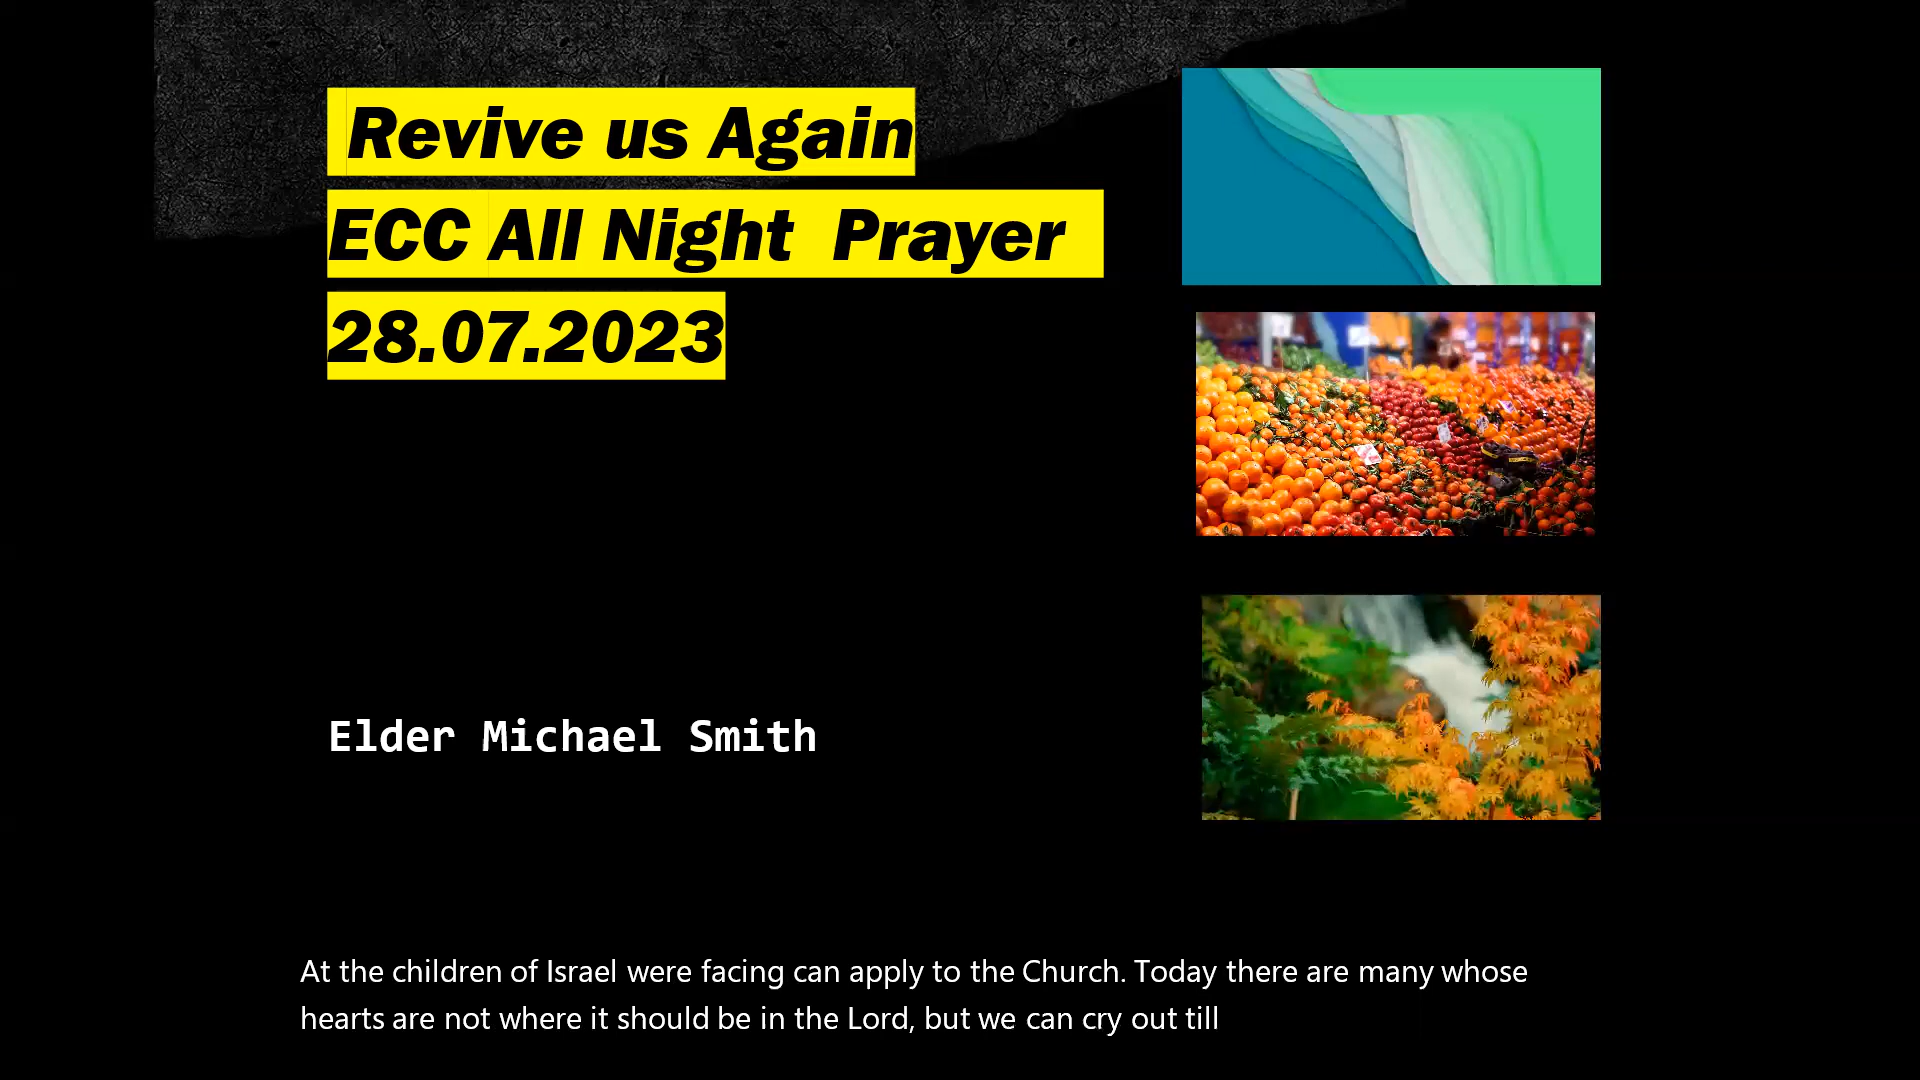 Revive us Again
ECC All Night Prayer
28.07.2023
Elder Michael Smith
At the children of Israel were facing can apply to the Church. Today there are many whose
hearts are not where it should be in the Lord, but we can cry out till